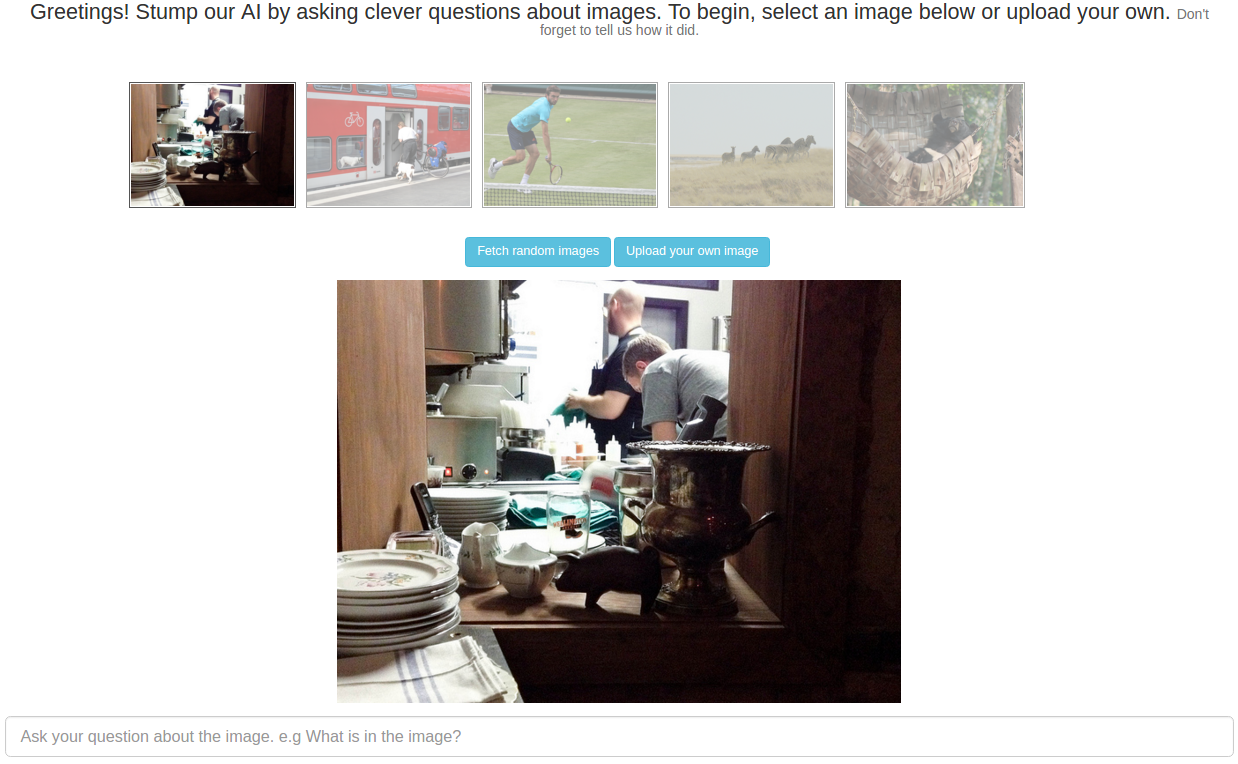 Greetings! Stump our AI by asking clever questions about images. To begin, select an image below or upload your own. Don't
forget to tell us how it did.
Fetch random images Upload your own image
Ask your question about the image. e.g What is in the image?